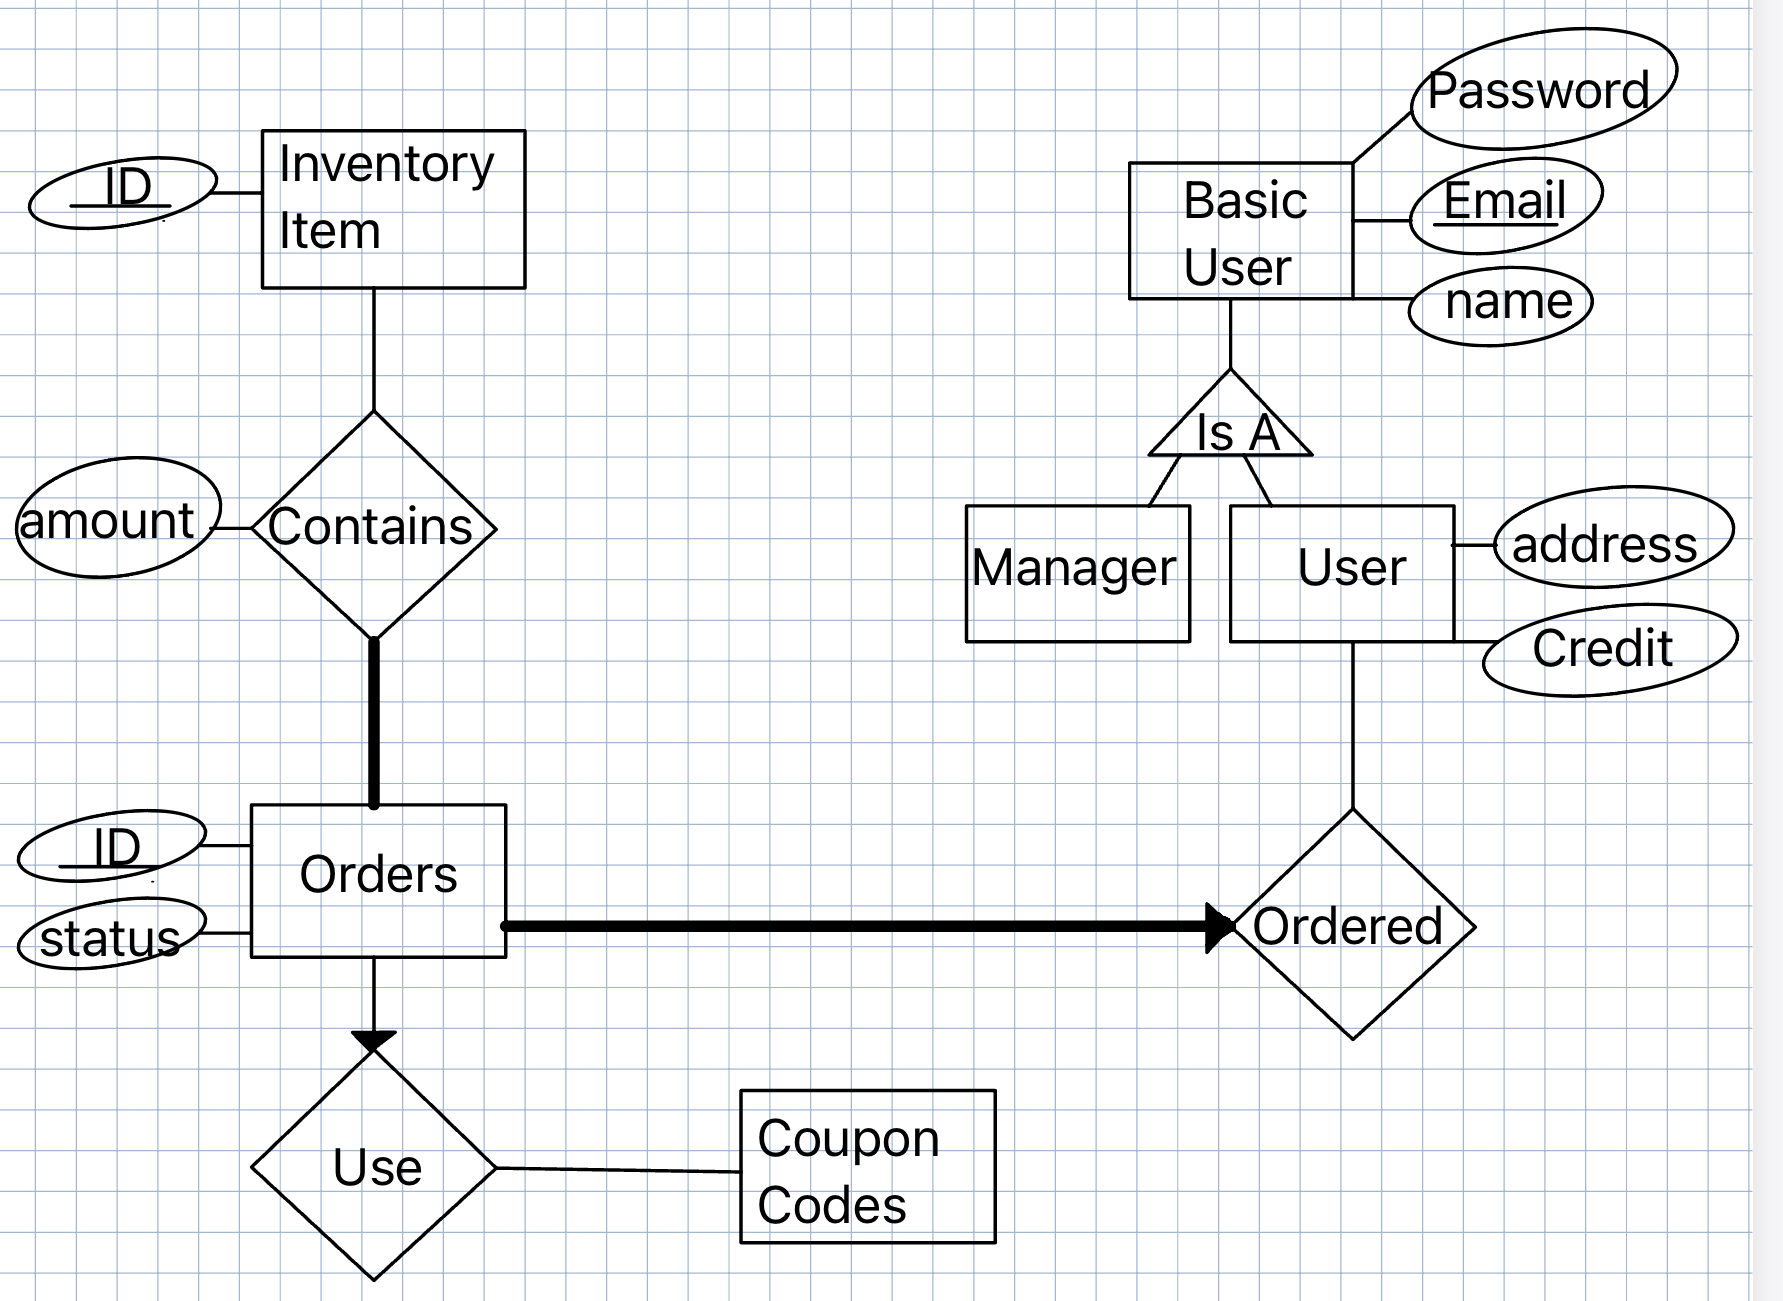 Password
ID
Inventory
Item
Basic
User
Email
name
Is A
amount
Contains
Manager
User
address
Credit
ID
Orders
status
Ordered
Use
Coupon
Codes